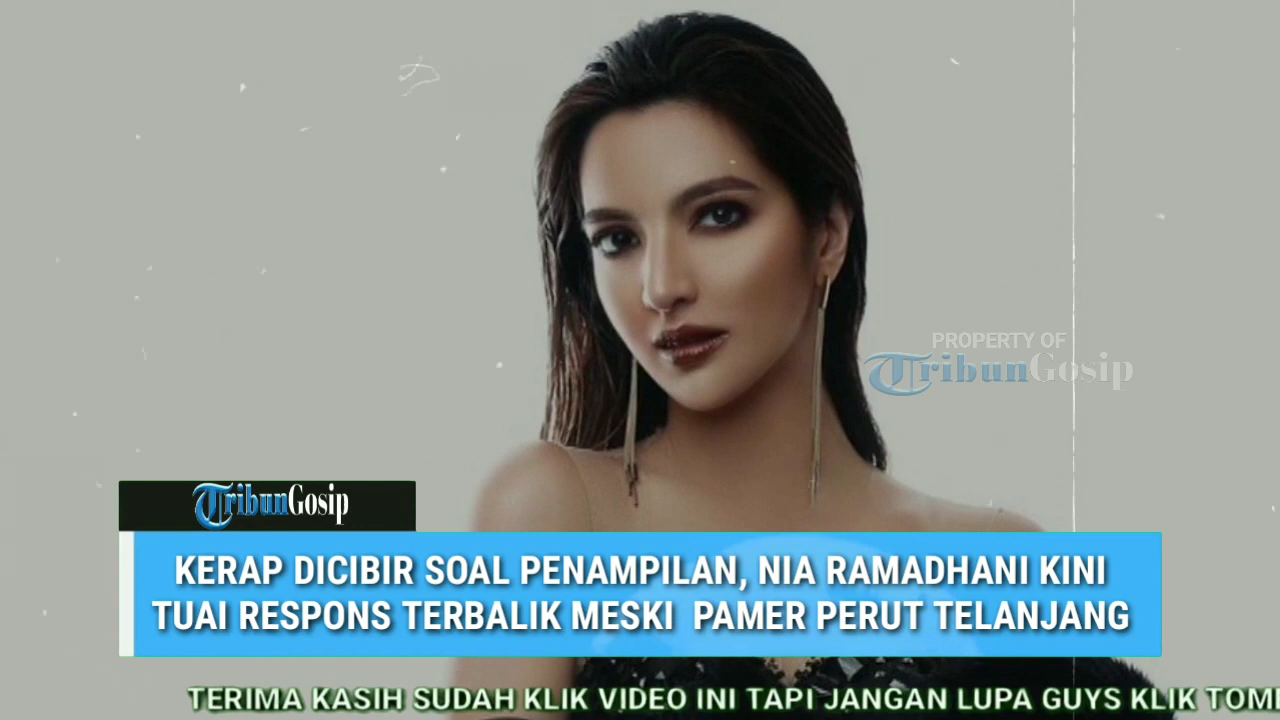 PROPERTY OF
TribunGosip
TribunGosip
KERAP DICIBIR SOAL PENAMPILAN, NIA RAMADHANI KINI
TUAI RESPONS TERBALIK MESKI PAMER PERUT TELANJANG
TERIMA KASIH SUDAH KLIK VIDEO INI TAPI JANGAN LUPA GUYS KLIK TOM